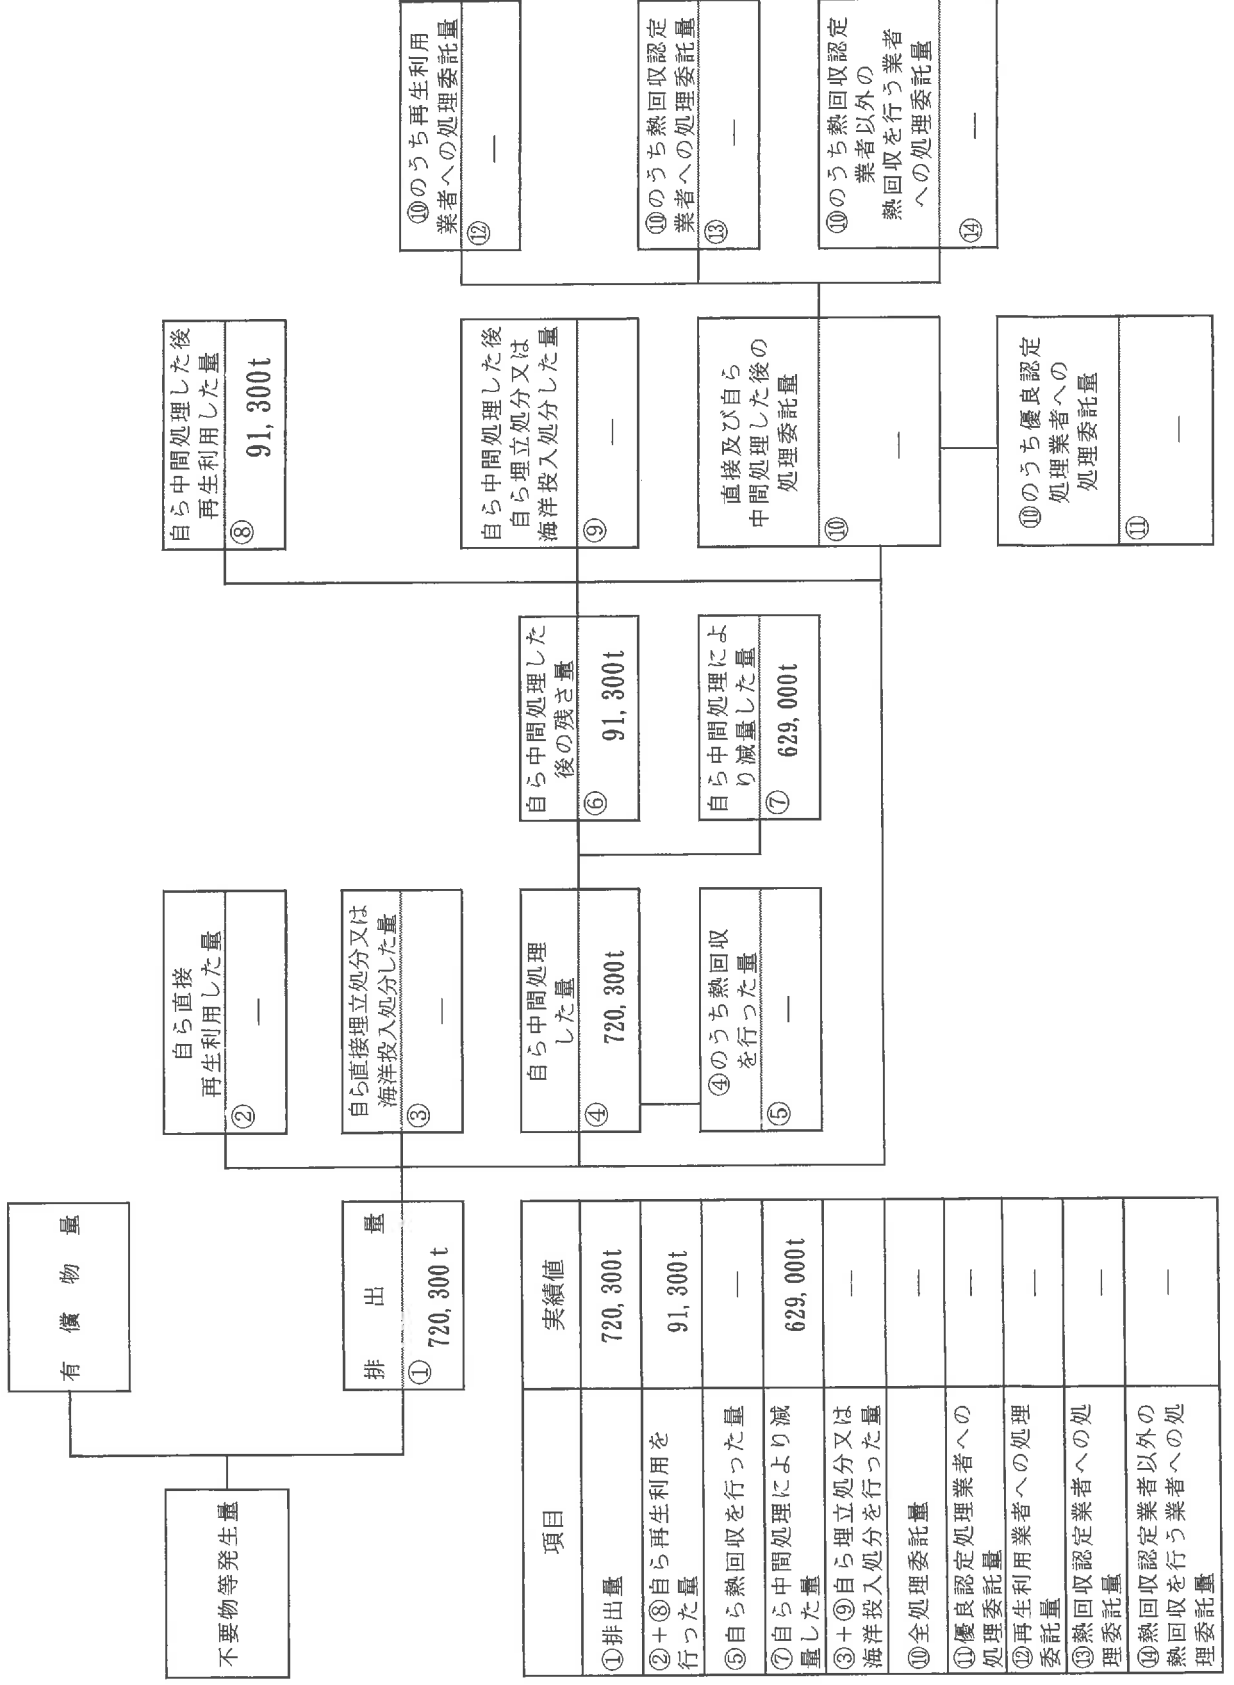 不要物等発生量
有償物量
排出量
① 720,300 t
自ら直接
再生利用した量
②
—
自ら直接埋立処分又は
海洋投入処分した量
③
—
自ら中間処理
した量
④
720,300t
④のうち熱回収
を行った量
⑤
—
自ら中間処理した
後の残さ量
⑥
91,300t
自ら中間処理によ
り減量した量
⑦
629,000t
自ら中間処理した後
再生利用した量
⑧
91,300t
自ら中間処理した後
自ら埋立処分又は
海洋投入処分した量
⑨
—
直接及び自ら
中間処理した後の
処理委託量
⑩
—
⑩のうち優良認定
処理業者への
処理委託量
⑪
—
⑩のうち再生利用
業者への処理委託量
⑫
—
⑩のうち熱回収認定
業者への処理委託量
⑬
—
⑩のうち熱回収認定
業者以外の
熱回収を行う業者
への処理委託量
⑭
—
項目 実績値
①排出量 720,300t
②+⑧自ら再生利用を
行った量 91,300t
⑤自ら熱回収を行った量 —
⑦自ら中間処理により減
量した量 629,000t
③+⑨自ら埋立処分又は
海洋投入処分を行った量 —
⑩全処理委託量 —
⑪優良認定処理業者への
処理委託量 —
⑫再生利用業者への処理
委託量 —
⑬熱回収認定業者への処
理委託量 —
⑭熱回収認定業者以外の
熱回収を行う業者への処
理委託量 —